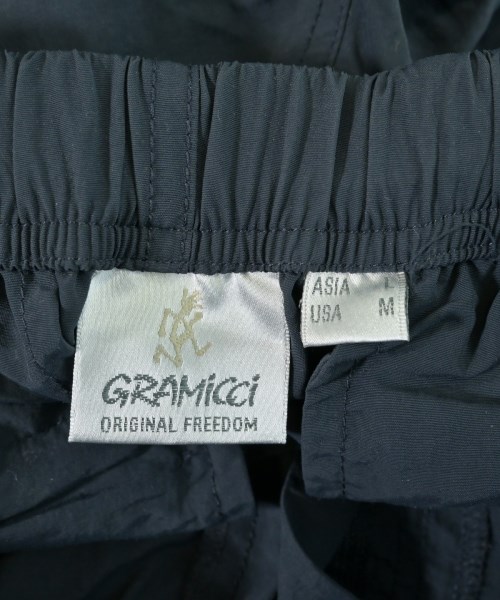 GRAMiCCi
ORIGINAL FREEDOM
ASIA L
USA M